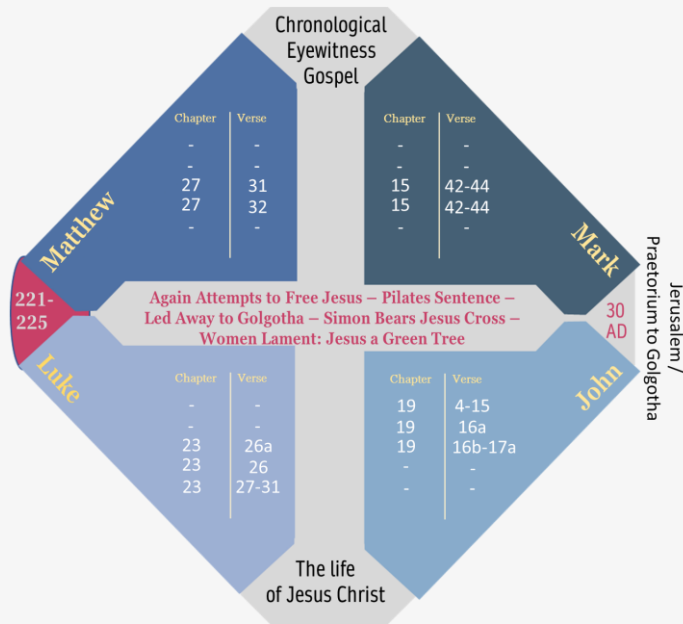 Chronological
Eyewitness
Gospel
Matthew
Chapter Verse
- -
- -
27 31
27 32
- -
Mark
Chapter Verse
- -
- -
15 42-44
15 42-44
- -
221-
225
Again Attempts to Free Jesus – Pilates Sentence –
Led Away to Golgotha – Simon Bears Jesus Cross –
Women Lament: Jesus a Green Tree
30
AD
Jerusalem /
Praetorium to Golgotha
Luke
Chapter Verse
- -
- -
23 26a
23 26
23 27-31
John
Chapter Verse
19 4-15
19 16a
19 16b-17a
- -
- -
The life
of Jesus Christ